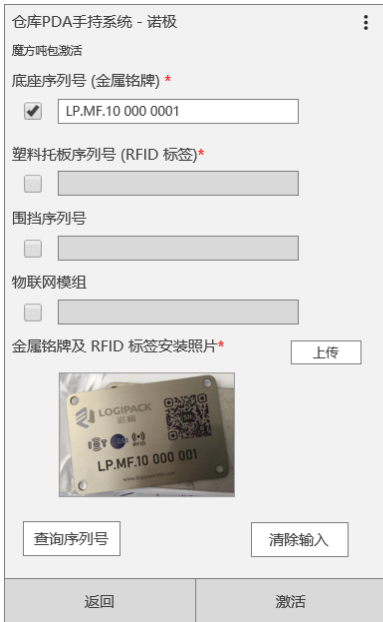 仓库PDA手持系统 - 诺极
魔方吨包激活
底座序列号 (金属铭牌) *
LP.MF.10 000 0001
塑料托板序列号 (RFID 标签)*
围挡序列号
物联网模组
金属铭牌及 RFID 标签安装照片*
上传
LOGIPACK
诺极
RFID
LP.MF.10 000 001
查询序列号
清除输入
返回
激活